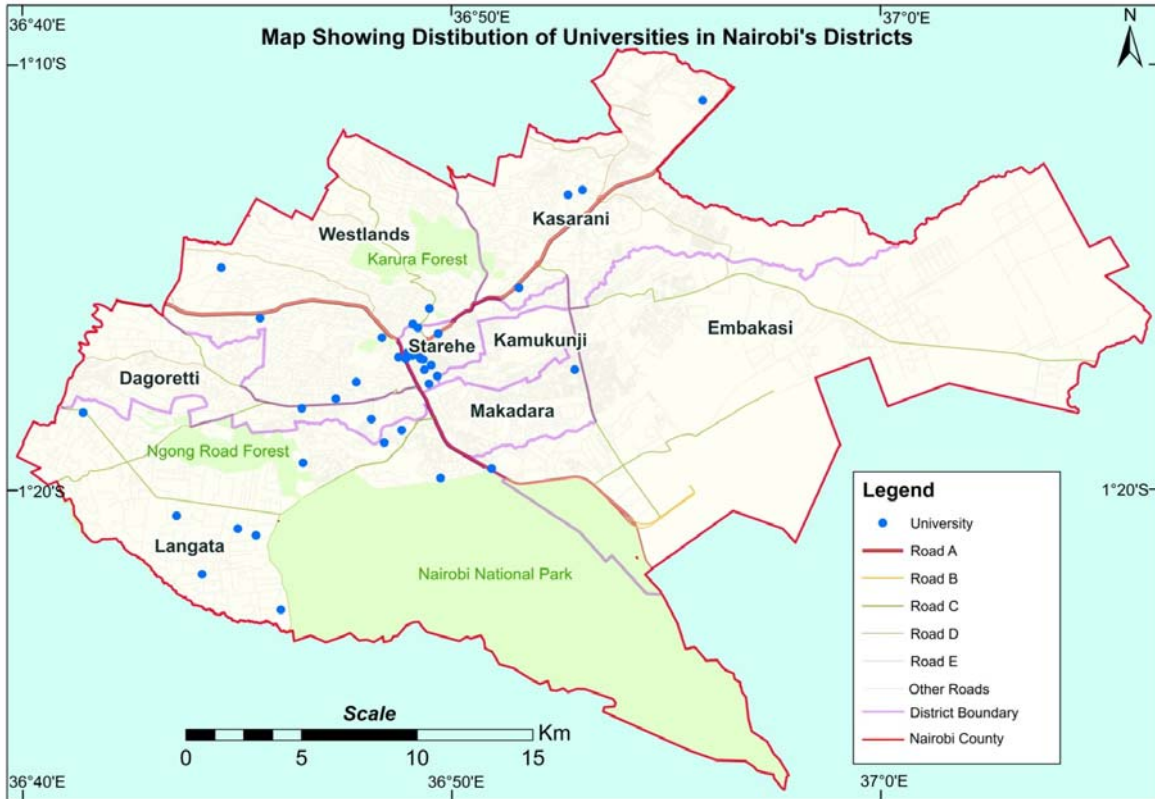 36°40'E
36°50'E
37°0'E
Map Showing Distibution of Universities in Nairobi's Districts
N
1°10'S
Kasarani
Westlands
Karura Forest
Embakasi
Kamukunji
Starehe
Dagoretti
Makadara
Ngong Road Forest
1°20'S
1°20'S
Langata
Nairobi National Park
Legend
University
Road A
Road B
Road C
Road D
Road E
Other Roads
District Boundary
Nairobi County
Scale
Km
0 5 10 15
36°40'E
36°50'E
37°0'E